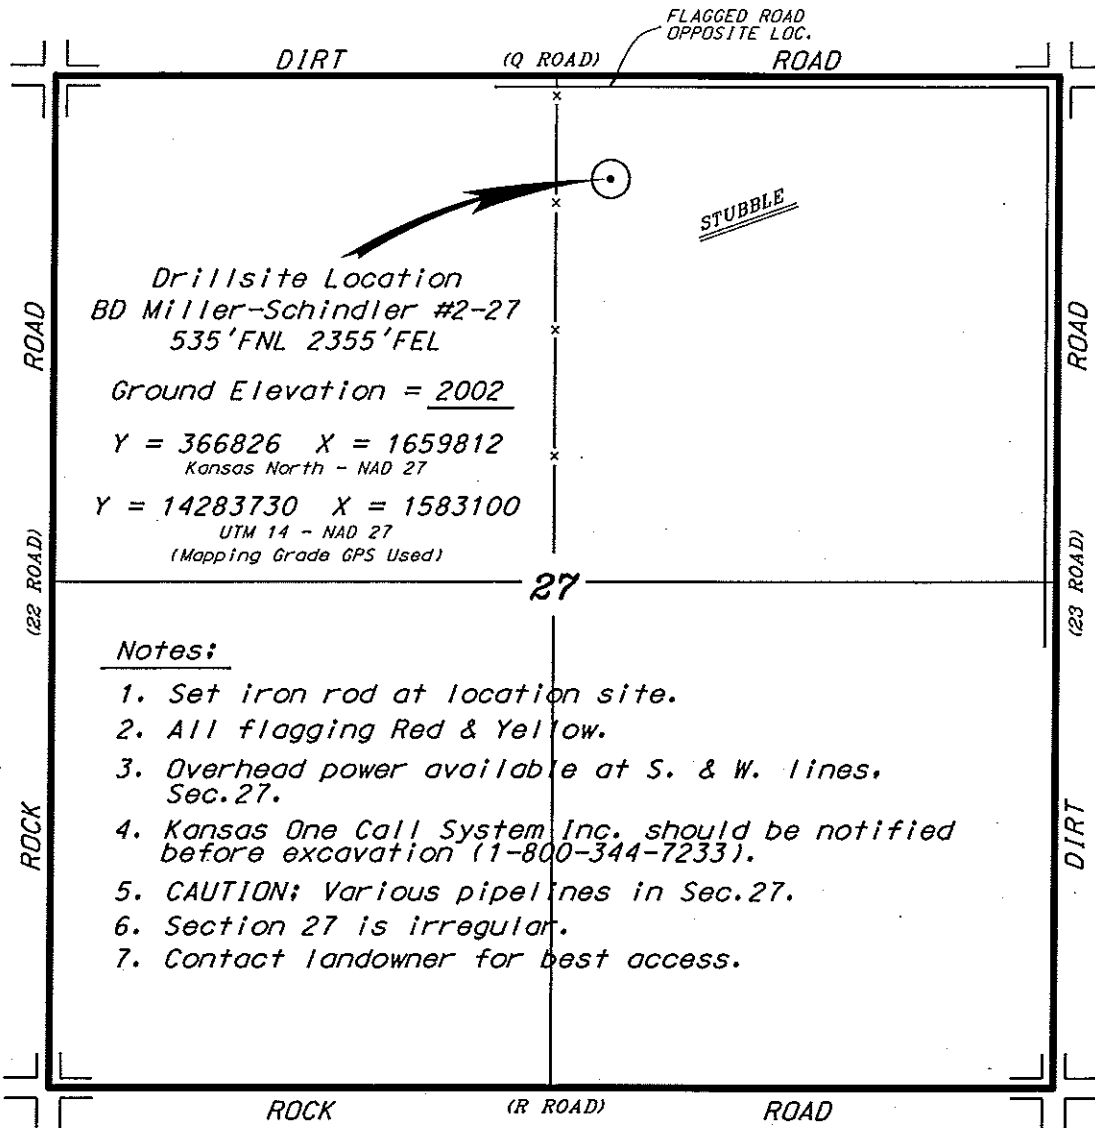 FLAGGED ROAD
OPPOSITE LOC.
DIRT (Q ROAD) ROAD
STUBBLE
Drillsite Location
BD Miller-Schindler #2-27
535'FNL 2355'FEL
Ground Elevation = 2002
Y = 366826 X = 1659812
Kansas North - NAD 27
Y = 14283730 X = 1583100
UTM 14 - NAD 27
(Mapping Grade GPS Used)
ROAD
(22 ROAD)
ROCK
ROAD
(23 ROAD)
DIRT
27
Notes:
1. Set iron rod at location site.
2. All flagging Red & Yellow.
3. Overhead power available at S. & W. lines,
Sec.27.
4. Kansas One Call System Inc. should be notified
before excavation (1-800-344-7233).
5. CAUTION: Various pipelines in Sec.27.
6. Section 27 is irregular.
7. Contact landowner for best access.
ROCK (R ROAD) ROAD